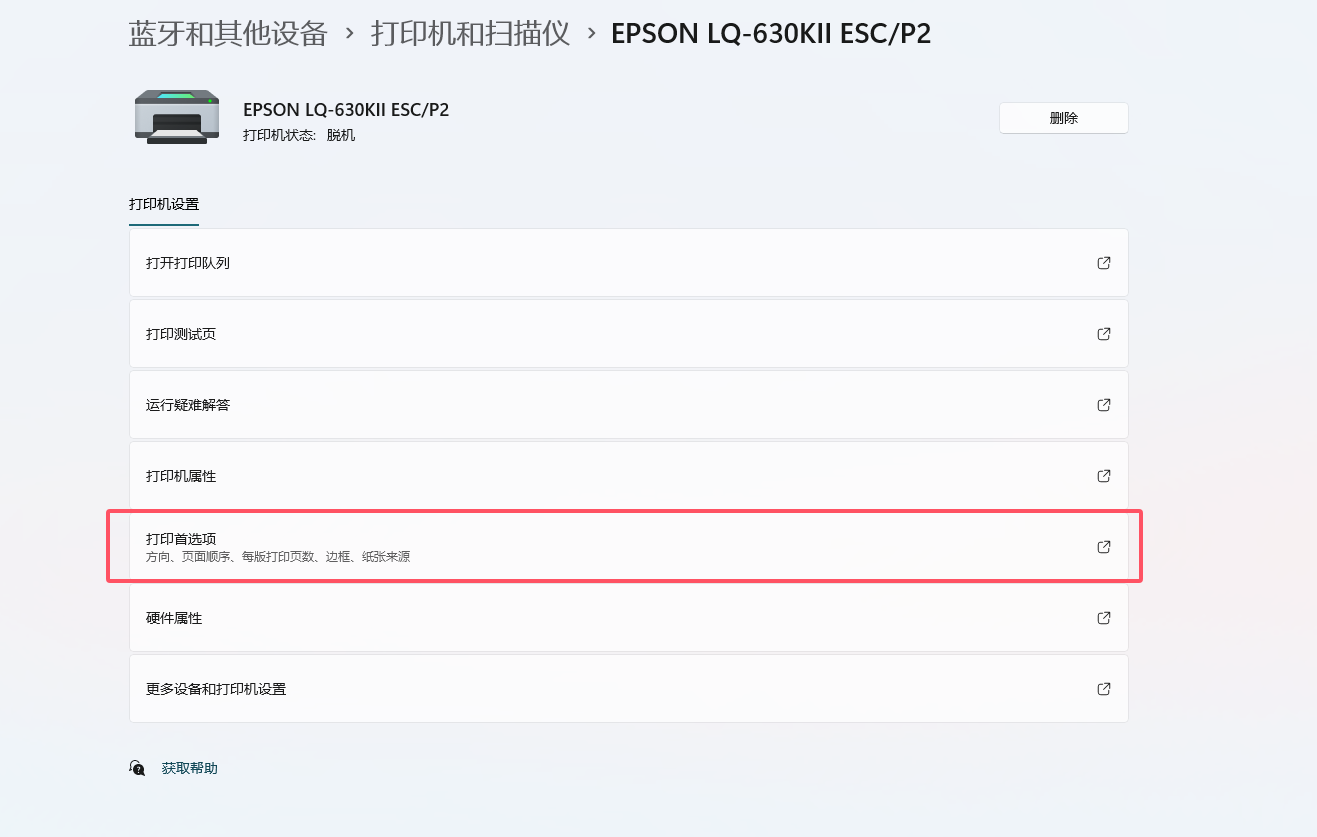 蓝牙和其他设备 › 打印机和扫描仪 › EPSON LQ-630KII ESC/P2
EPSON LQ-630KII ESC/P2
打印机状态: 脱机
删除
打印机设置
打开打印队列
打印测试页
运行疑难解答
打印机属性
打印首选项
方向、页面顺序、每版打印页数、边框、纸张来源
硬件属性
更多设备和打印机设置
获取帮助